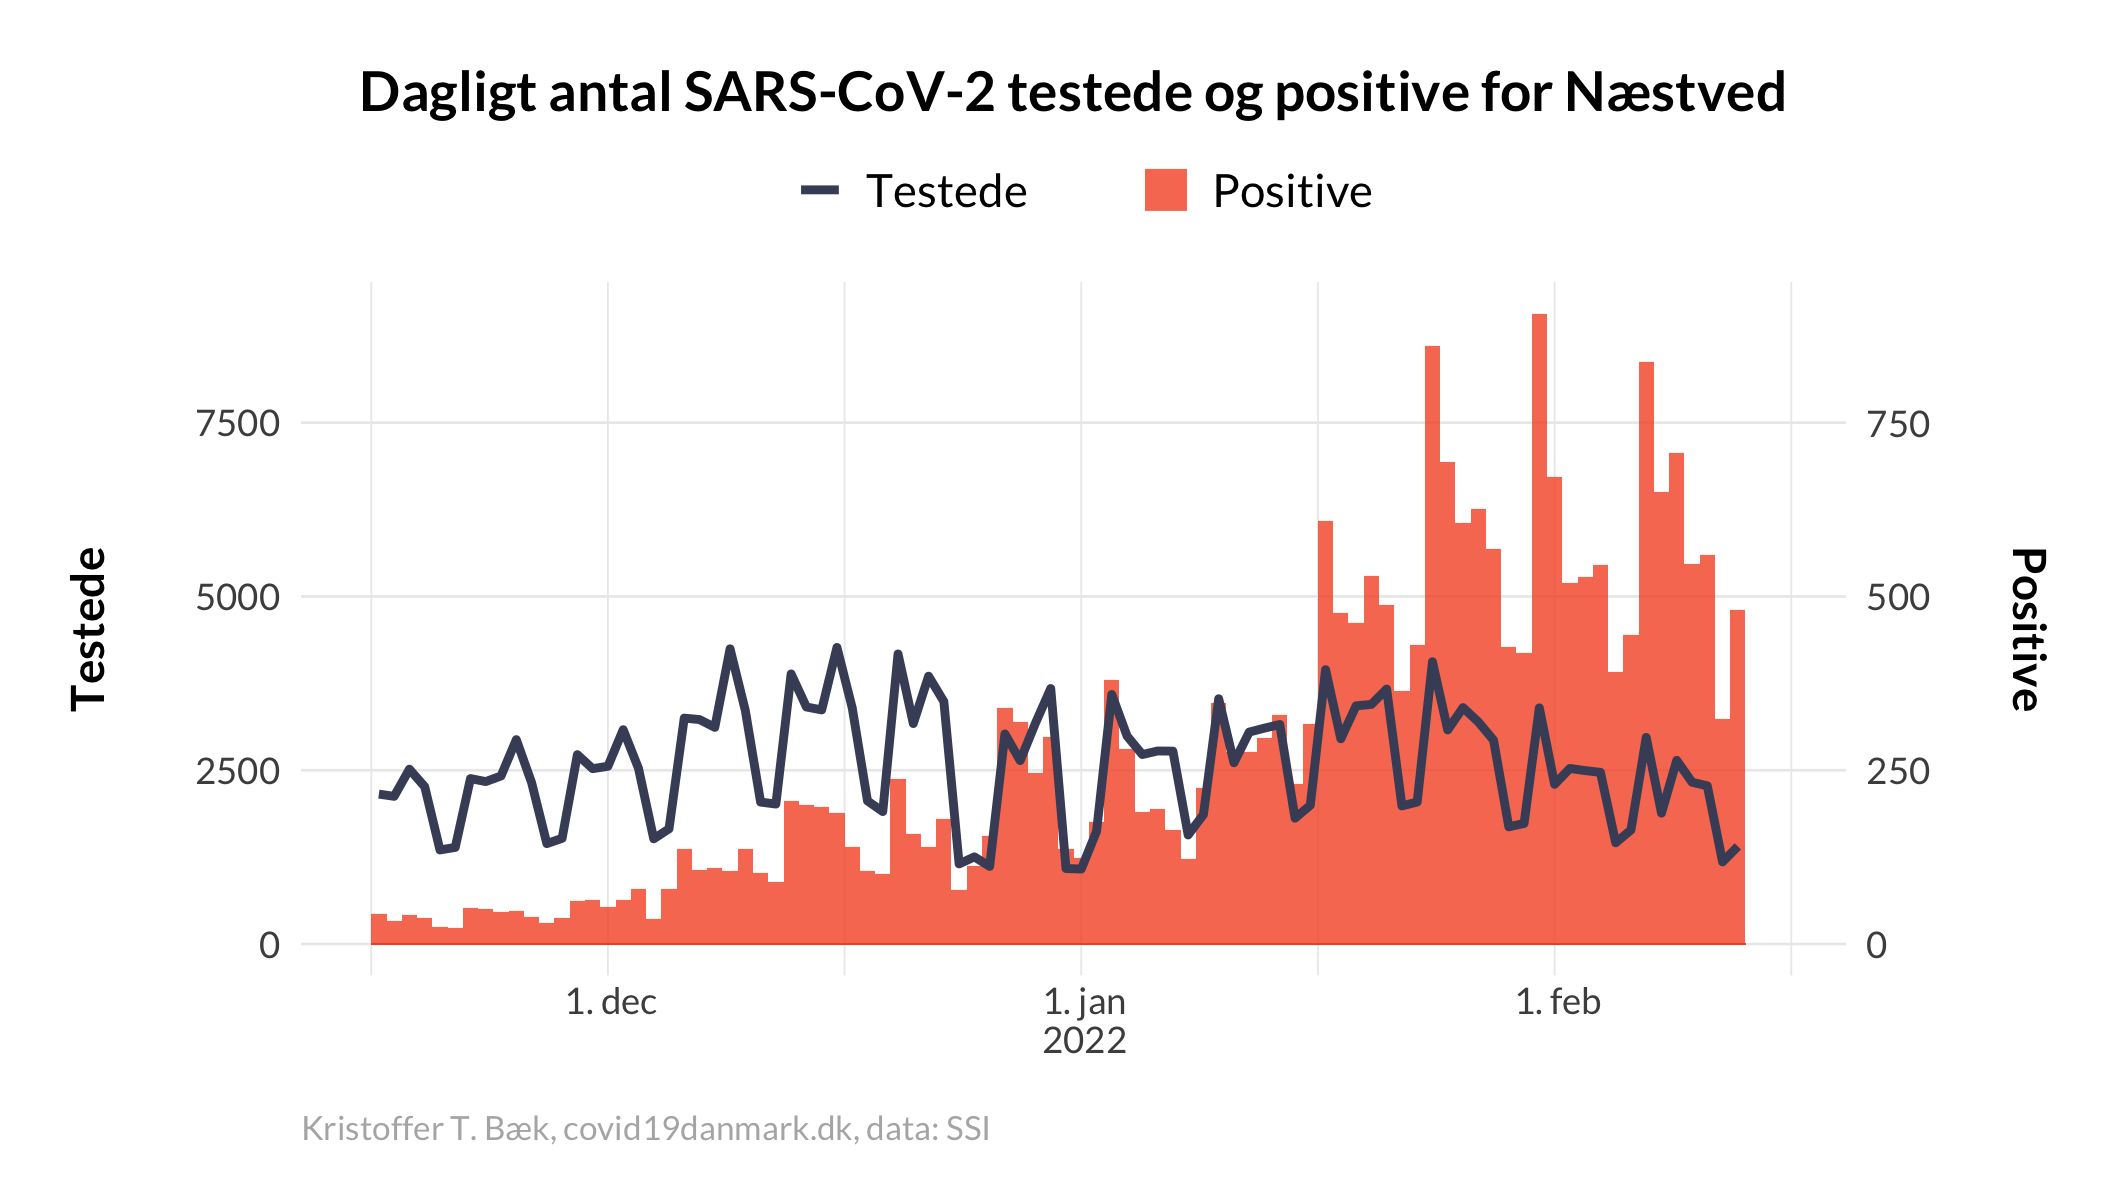 Dagligt antal SARS-CoV-2 testede og positive for Næstved
Testede
Positive
Testede
7500
5000
2500
0
750
500
250
0
Positive
1. dec
1. jan
2022
1. feb
Kristoffer T. Bæk, covid19danmark.dk, data: SSI